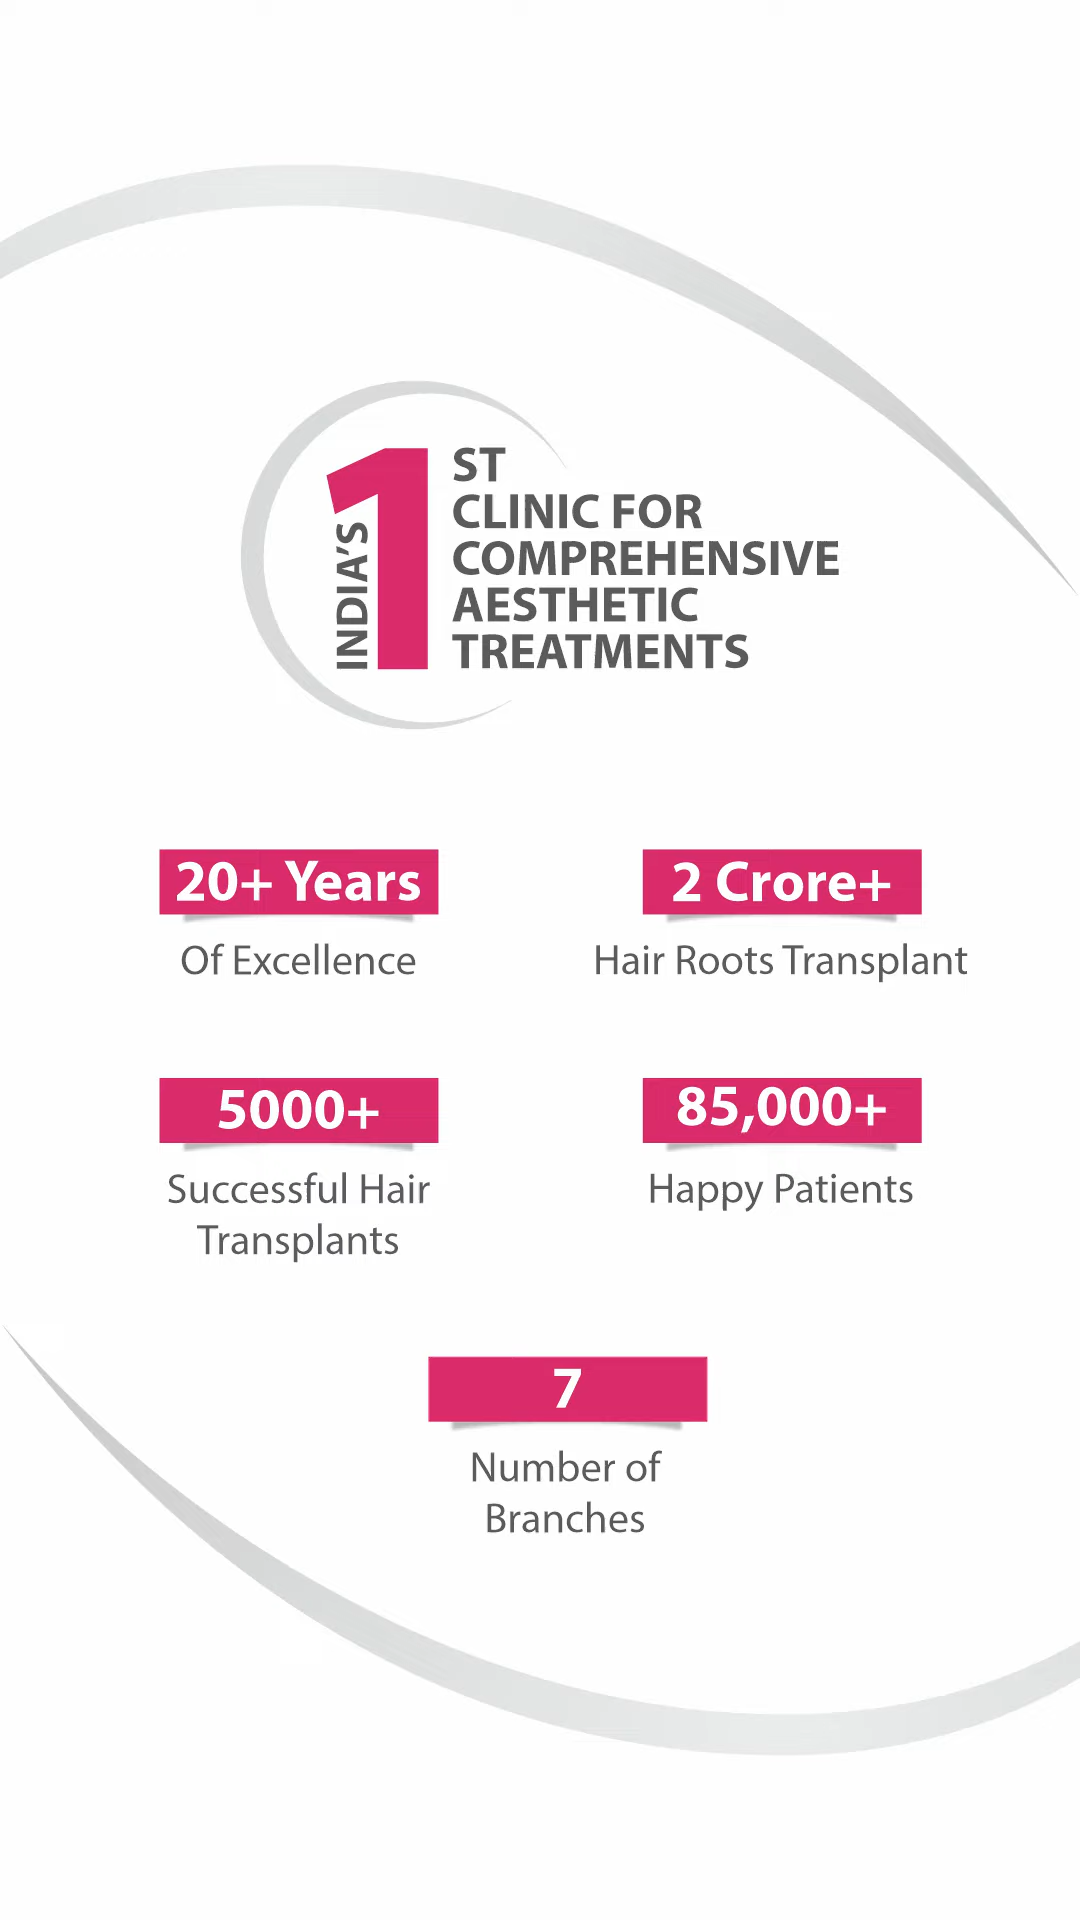 INDIA'S
1
ST
CLINIC FOR
COMPREHENSIVE
AESTHETIC
TREATMENTS
20+ Years
Of Excellence
2 Crore+
Hair Roots Transplant
5000+
Successful Hair
Transplants
85,000+
Happy Patients
7
Number of
Branches